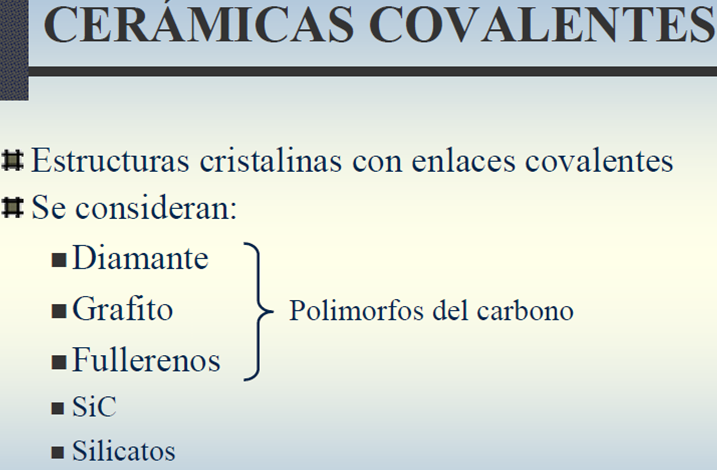 CERÁMICAS COVALENTES
Estructuras cristalinas con enlaces covalentes
Se consideran:
Diamante
Grafito
Polimorfos del carbono
Fullerenos
SiC
Silicatos